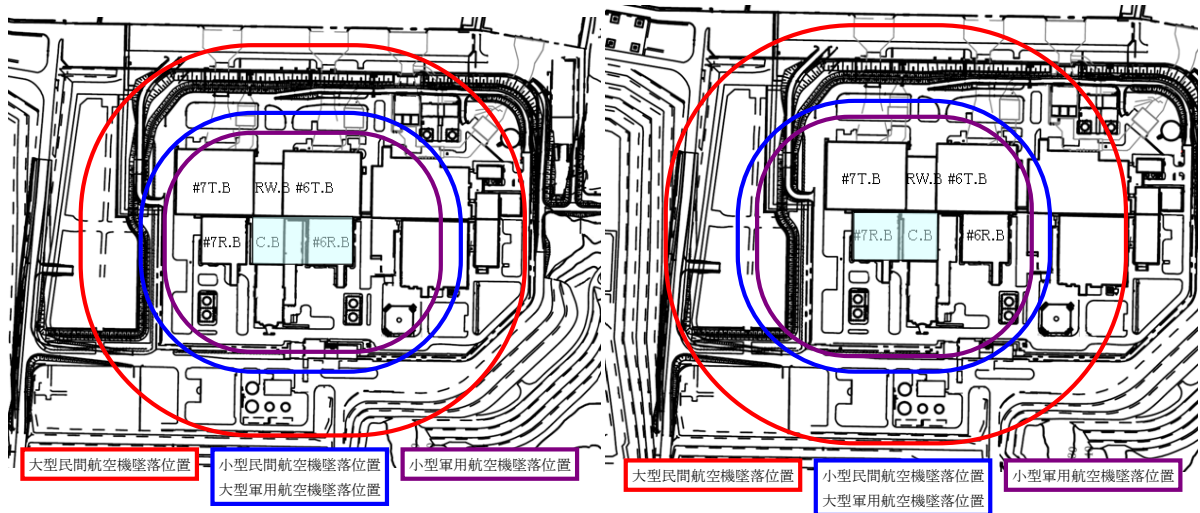 #7T.B
RW.B
#6T.B
#7R.B
C.B
#6R.B
大型民間航空機墜落位置
小型民間航空機墜落位置
大型軍用航空機墜落位置
小型軍用航空機墜落位置
#7T.B
RW.B
#6T.B
#7R.B
C.B
#6R.B
大型民間航空機墜落位置
小型民間航空機墜落位置
大型軍用航空機墜落位置
小型軍用航空機墜落位置